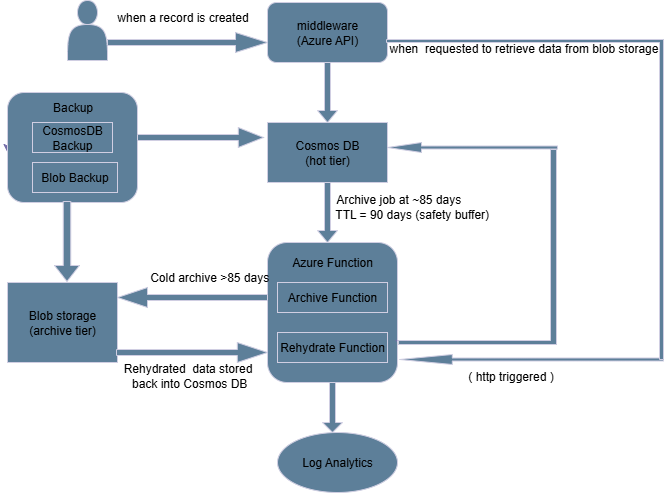 when a record is created
middleware
(Azure API)
when  requested to retrieve data from blob storage
Backup
CosmosDB
Backup
Blob Backup
Cosmos DB
(hot tier)
Archive job at ~85 days
TTL = 90 days (safety buffer)
Azure Function
Cold archive >85 days
Archive Function
Blob storage
(archive tier)
Rehydrate Function
Rehydrated  data stored
back into Cosmos DB
( http triggered )
Log Analytics